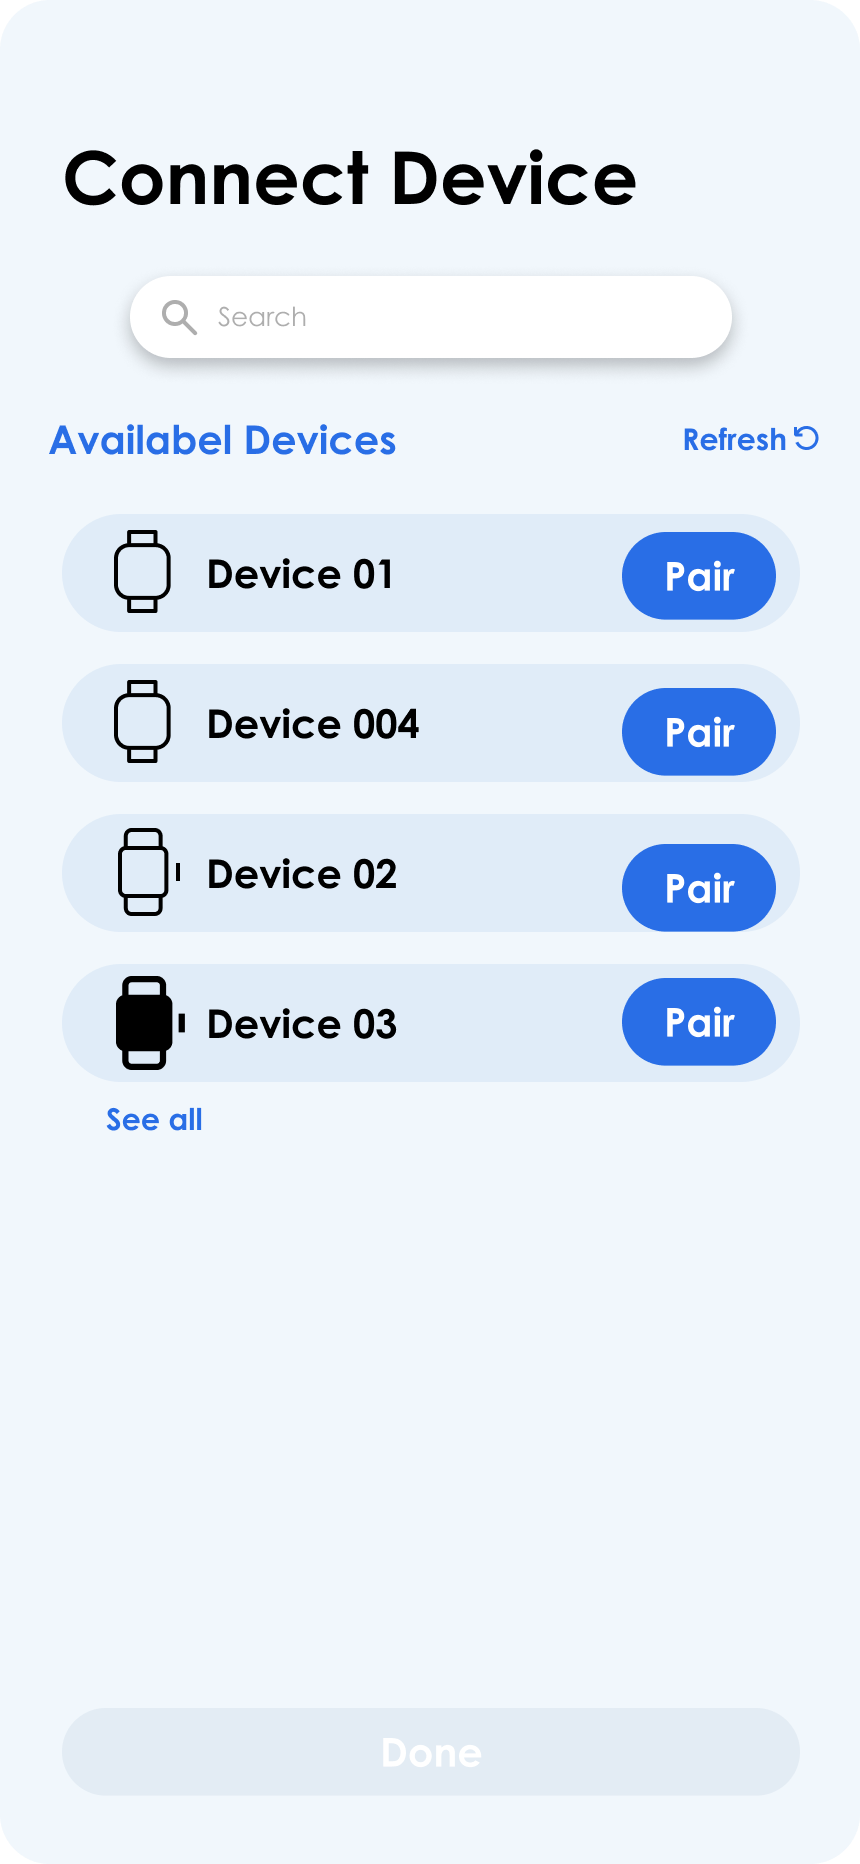 Connect Device
Search
Availabel Devices
Refresh
Device 01
Pair
Device 004
Pair
Device 02
Pair
Device 03
Pair
See all
Done